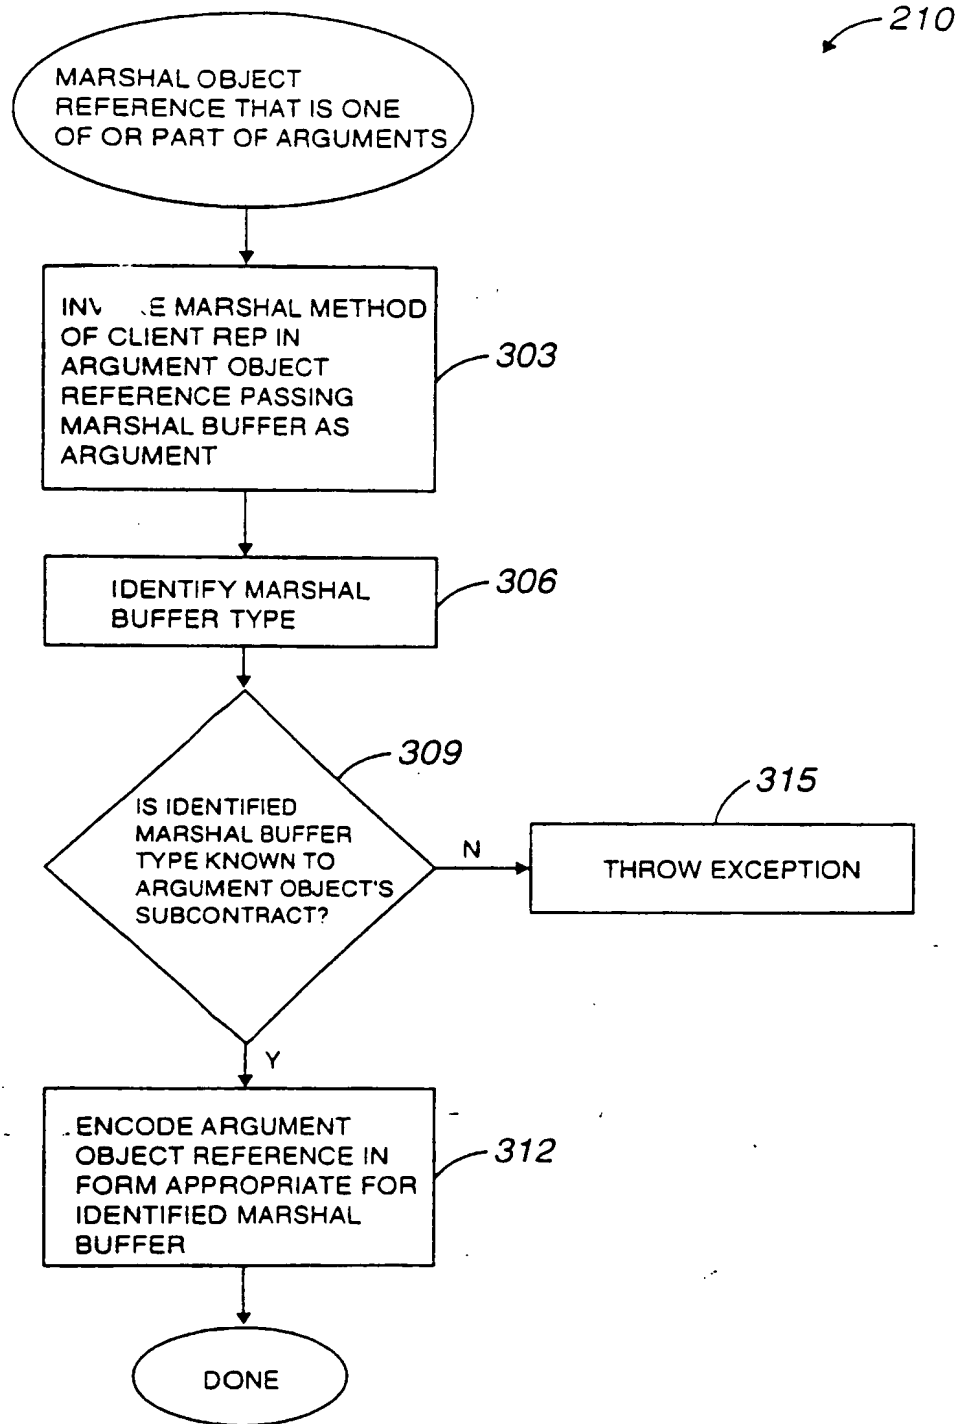 210
MARSHAL OBJECT
REFERENCE THAT IS ONE
OF OR PART OF ARGUMENTS
MARSHAL METHOD
OF CLIENT REP IN
ARGUMENT OBJECT
REFERENCE PASSING
MARSHAL BUFFER AS
ARGUMENT
303
IDENTIFY MARSHAL
BUFFER TYPE
306
309
IS IDENTIFIED
MARSHAL BUFFER
TYPE KNOWN TO
ARGUMENT OBJECT'S
SUBCONTRACT?
N
315
THROW EXCEPTION
Y
ENCODE ARGUMENT
OBJECT REFERENCE IN
FORM APPROPRIATE FOR
IDENTIFIED MARSHAL
BUFFER
312
DONE